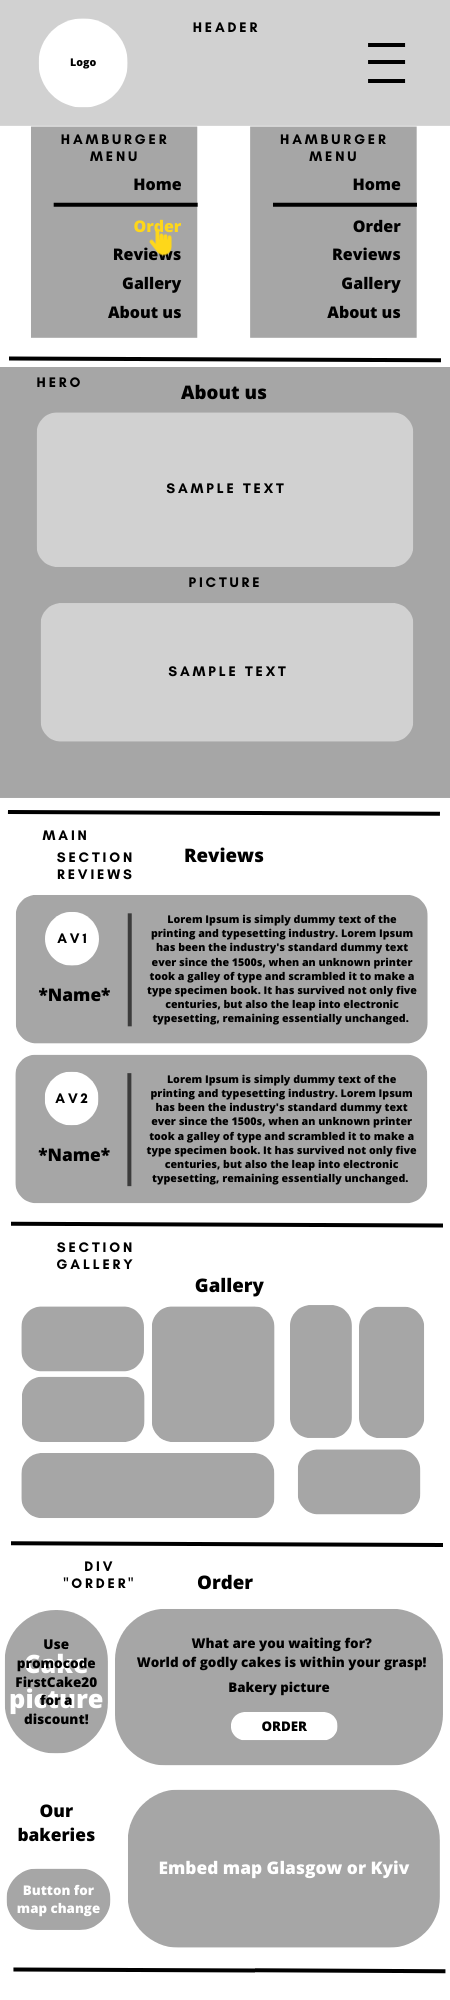 HEADER
Logo
HAMBURGER
MENU
Home
Order
Reviews
Gallery
About us
HAMBURGER
MENU
Home
Order
Reviews
Gallery
About us
HERO
About us
SAMPLE TEXT
PICTURE
SAMPLE TEXT
MAIN
SECTION
REVIEWS
Reviews
AV1
*Name*
Lorem Ipsum is simply dummy text of the
printing and typesetting industry. Lorem Ipsum
has been the industry's standard dummy text
ever since the 1500s, when an unknown printer
took a galley of type and scrambled it to make a
type specimen book. It has survived not only five
centuries, but also the leap into electronic
typesetting, remaining essentially unchanged.
AV2
*Name*
Lorem Ipsum is simply dummy text of the
printing and typesetting industry. Lorem Ipsum
has been the industry's standard dummy text
ever since the 1500s, when an unknown printer
took a galley of type and scrambled it to make a
type specimen book. It has survived not only five
centuries, but also the leap into electronic
typesetting, remaining essentially unchanged.
SECTION
GALLERY
Gallery
DIV
"ORDER"
Order
Cake
picture
Use
promocode
FirstCake20
for a
discount!
What are you waiting for?
World of godly cakes is within your grasp!
Bakery picture
ORDER
Our
bakeries
Button for
map change
Embed map Glasgow or Kyiv